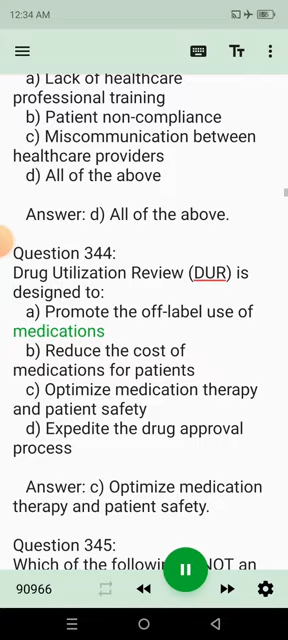 12:34 AM
a) Lack of healthcare
professional training
b) Patient non-compliance
c) Miscommunication between
healthcare providers
d) All of the above
Answer: d) All of the above.
Question 344:
Drug Utilization Review (DUR) is
designed to:
a) Promote the off-label use of
medications
b) Reduce the cost of
medications for patients
c) Optimize medication therapy
and patient safety
d) Expedite the drug approval
process
Answer: c) Optimize medication
therapy and patient safety.
Question 345:
Which of the following NOT an
90966